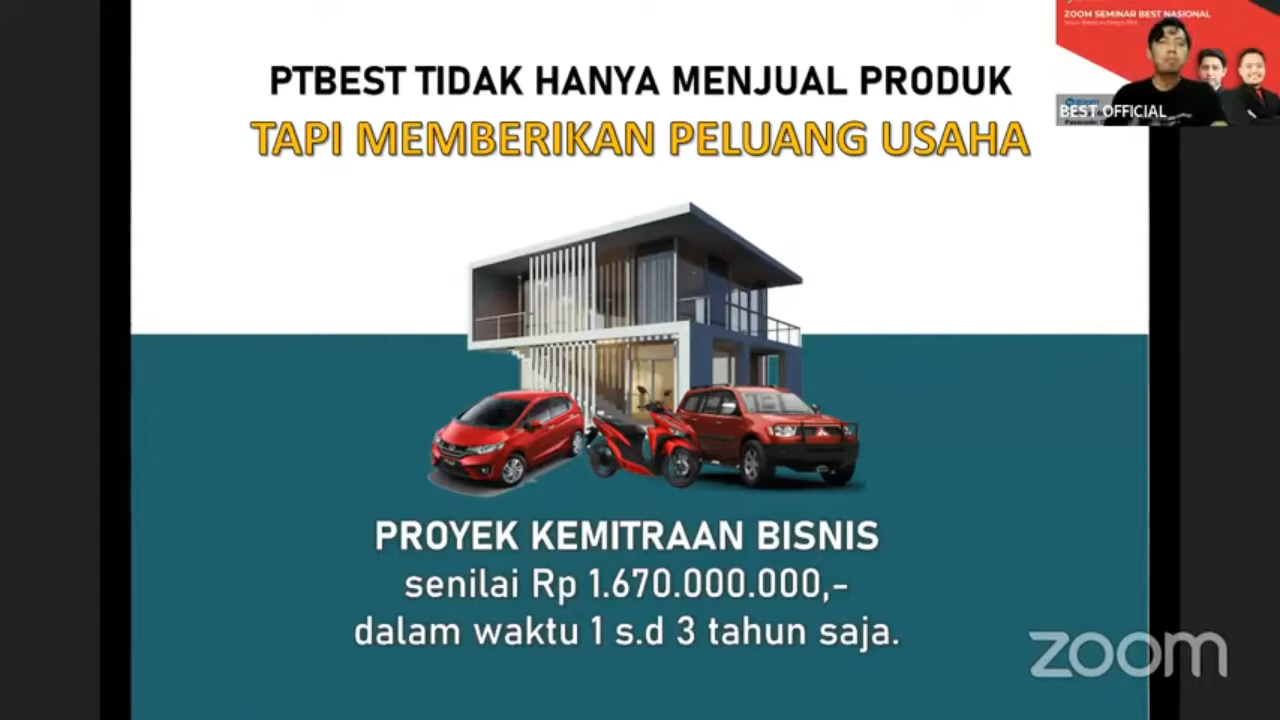 PTBEST TIDAK HANYA MENJUAL PRODUK
TAPI MEMBERIKAN PELUANG USAHA
PROYEK KEMITRAAN BISNIS
senilai Rp 1.670.000.000,-
dalam waktu 1 s.d 3 tahun saja.
ZOOM SEMINAR BEST NASIONAL
BEST OFFICIAL
zoom